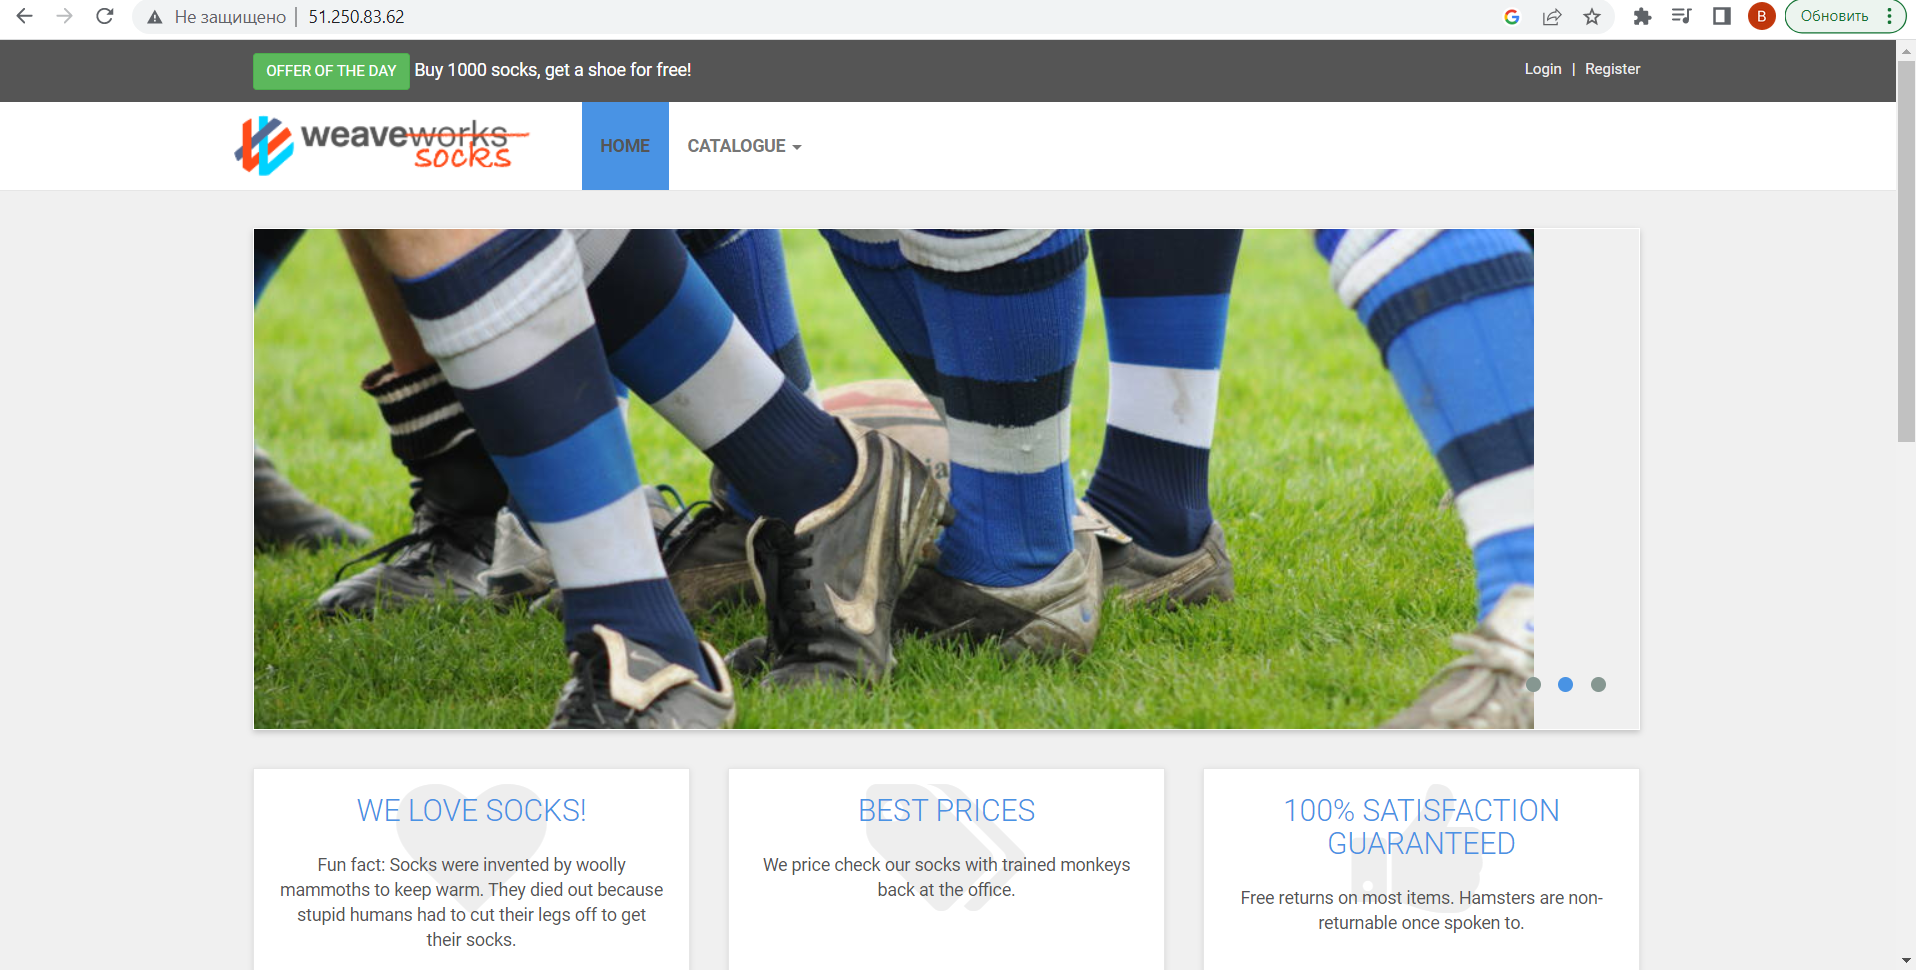 Не защищено | 51.250.83.62
В Обновить
OFFER OF THE DAY Buy 1000 socks, get a shoe for free!
Login | Register
weaveworks
socks
HOME CATALOGUE
WE LOVE SOCKS!
Fun fact: Socks were invented by woolly
mammoths to keep warm. They died out because
stupid humans had to cut their legs off to get
their socks.
BEST PRICES
We price check our socks with trained monkeys
back at the office.
100% SATISFACTION
GUARANTEED
Free returns on most items. Hamsters are non-
returnable once spoken to.